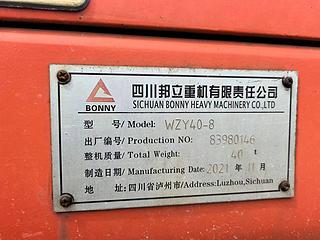 四川邦立重机有限责任公司
BONNY SICHUAN BONNY HEAVY MACHINERY CO.,LTD
型 号/Model: WZY40-8
出厂编号/Production NO: 83980146
整机质量/Total Weight: 40 t
制造日期/Manufacturing Date: 2021 年 11 月
地 址:四川省泸州市/Address:Luzhou,Sichuan